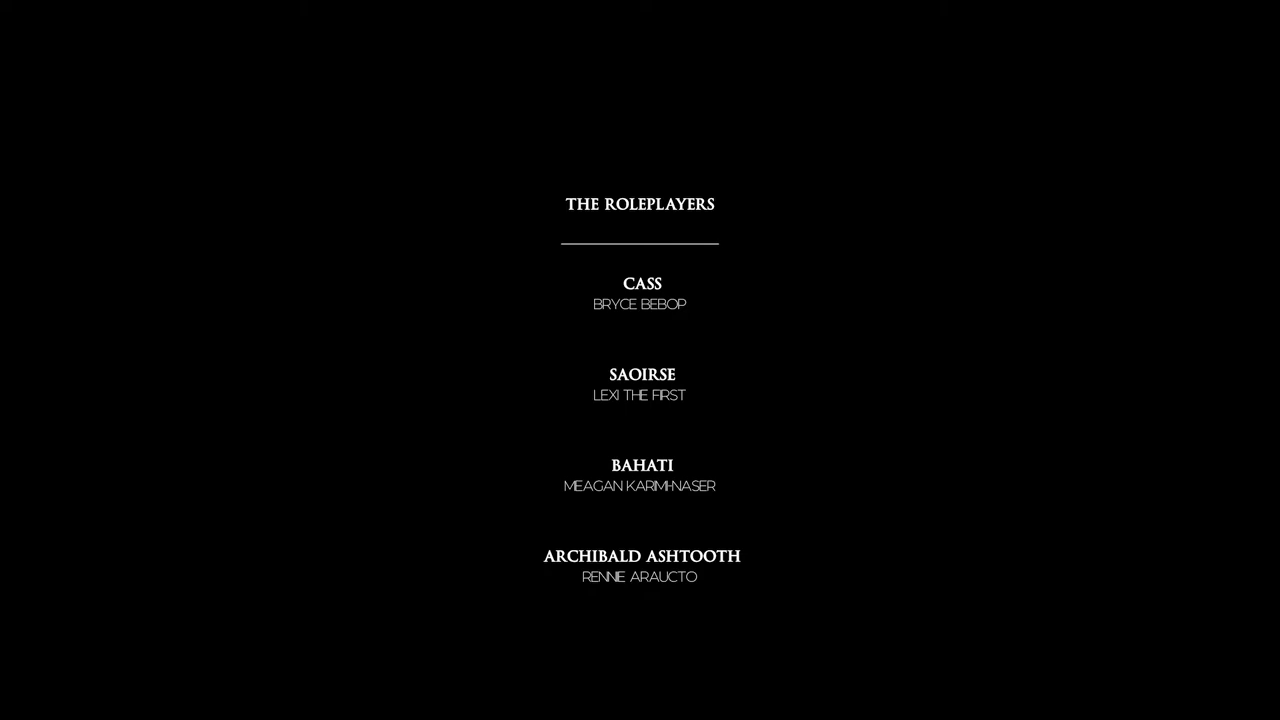 THE ROLEPLAYERS
CASS
BRYCE BEBOP
SAOIRSE
LEXI THE FIRST
BAHATI
MEAGAN KARIMI-NASER
ARCHIBALD ASHTOOTH
RENNIE ARAUCTO